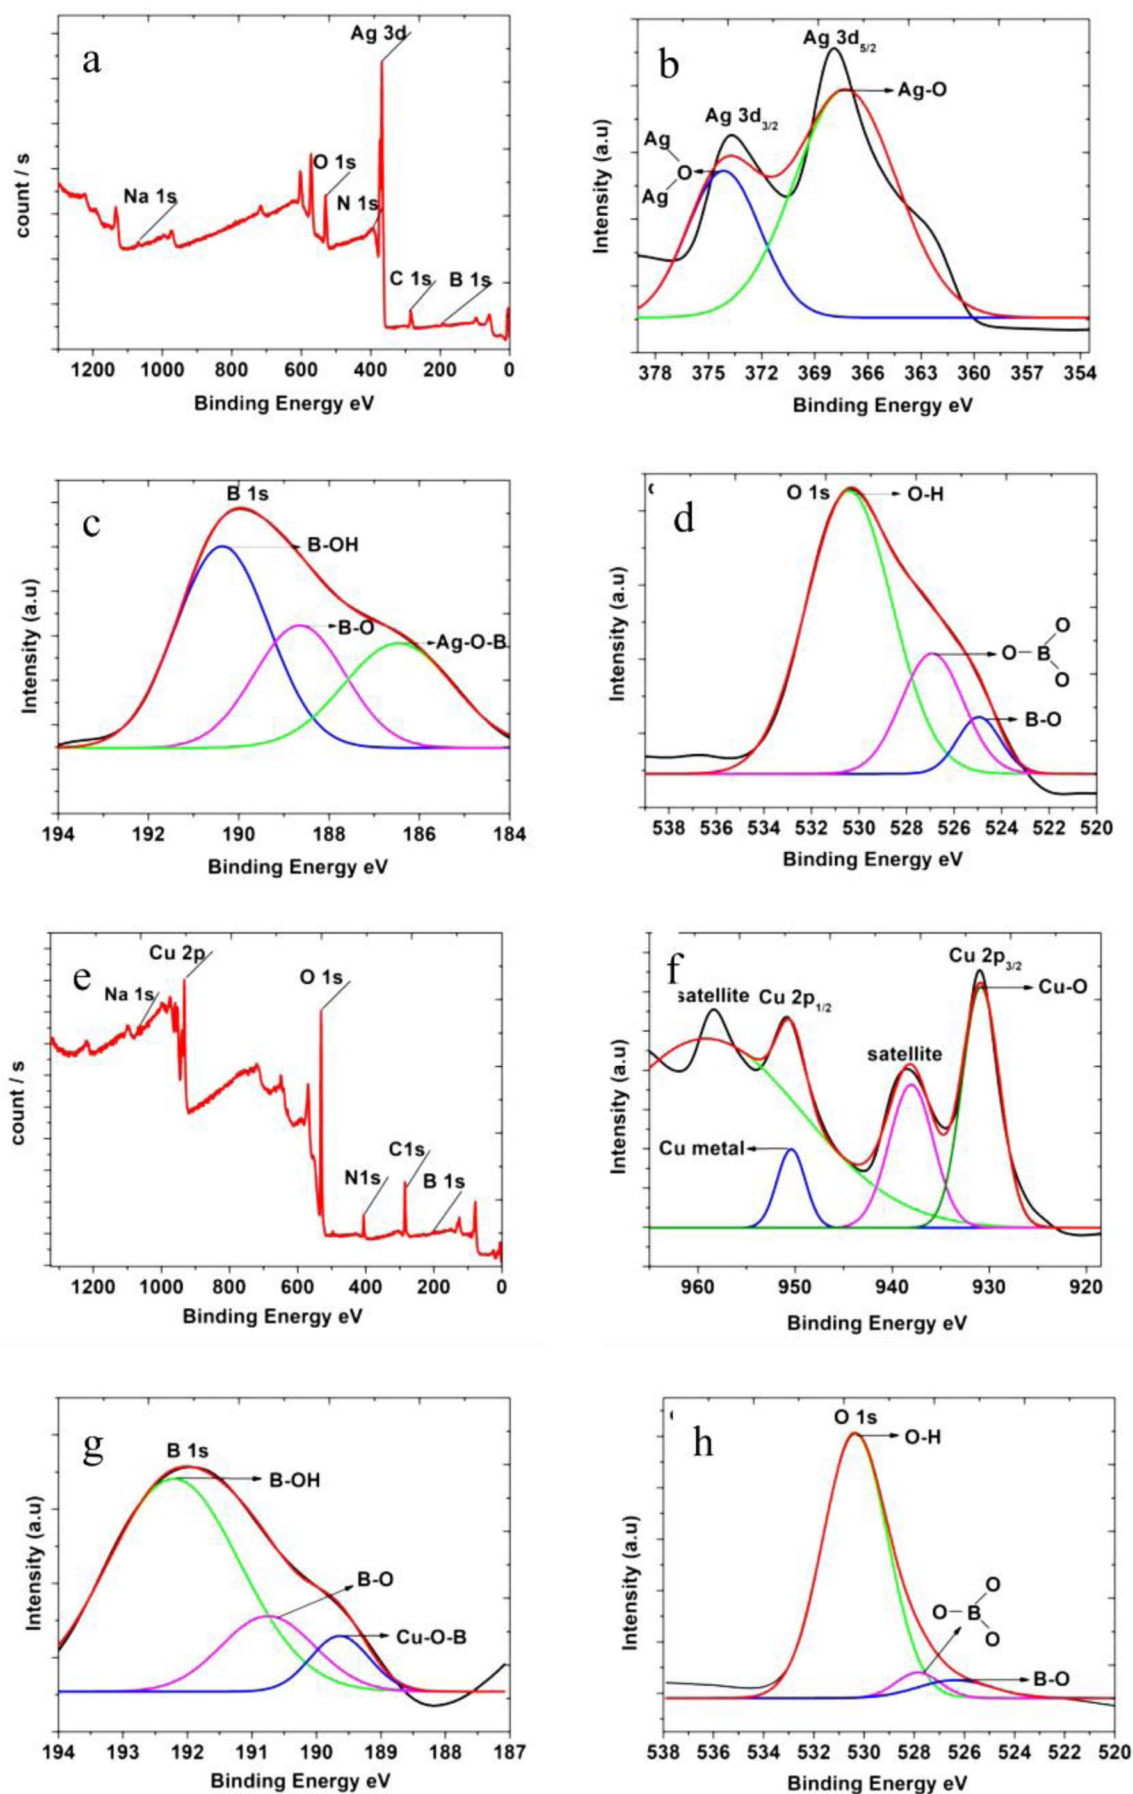 a
Ag 3d
O 1s
Na 1s
N 1s
C 1s
B 1s
count / s
1200 1000 800 600 400 200 0
Binding Energy eV
b
Ag 3d5/2
Ag-O
Ag 3d3/2
Ag
O
Ag
Intensity (a.u)
378 375 372 369 366 363 360 357 354
Binding Energy eV
c
B 1s
B-OH
B-O
Ag-O-B
Intensity (a.u)
194 192 190 188 186 184
Binding Energy eV
d
O 1s
O-H
O
O-B
O
B-O
Intensity (a.u)
538 536 534 532 530 528 526 524 522 520
Binding Energy eV
e
Cu 2p
Na 1s
O 1s
C1s
N1s
B 1s
count / s
1200 1000 800 600 400 200 0
Binding Energy eV
f
Cu 2p3/2
Cu-O
satellite
Cu 2p1/2
satellite
Cu metal
Intensity (a.u)
960 950 940 930 920
Binding Energy eV
g
B 1s
B-OH
B-O
Cu-O-B
Intensity (a.u)
194 193 192 191 190 189 188 187
Binding Energy eV
h
O 1s
O-H
O
O-B
O
B-O
Intensity (a.u)
538 536 534 532 530 528 526 524 522 520
Binding Energy eV